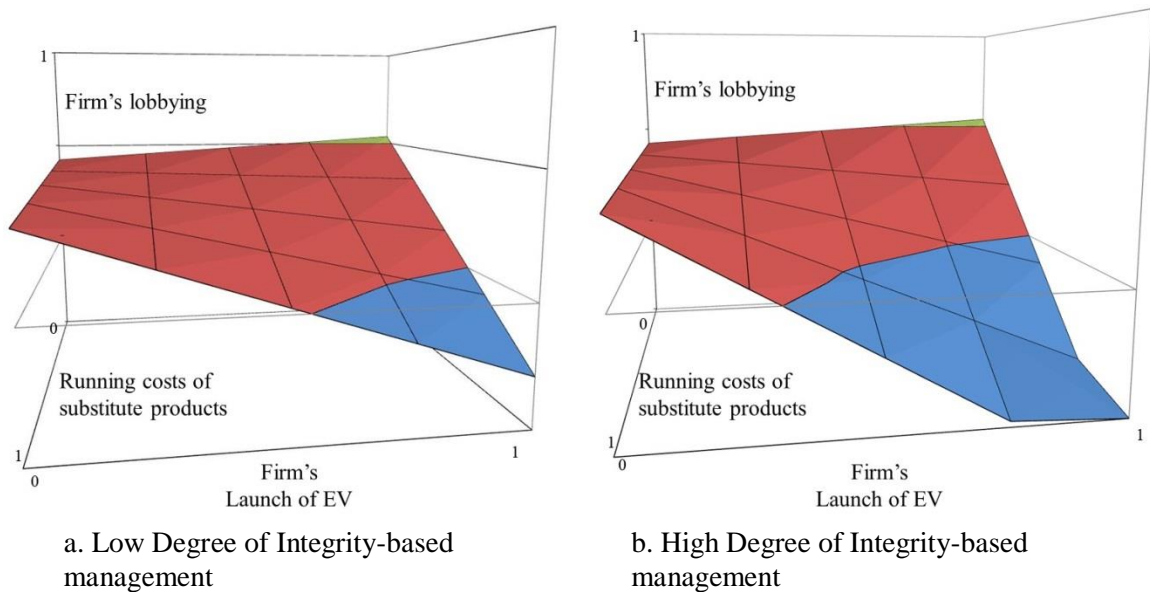 1
Firm's lobbying
0
Running costs of
substitute products
1
0
1
Firm's
Launch of EV
a. Low Degree of Integrity-based
management
1
Firm's lobbying
0
Running costs of
substitute products
1
0
1
Firm's
Launch of EV
b. High Degree of Integrity-based
management